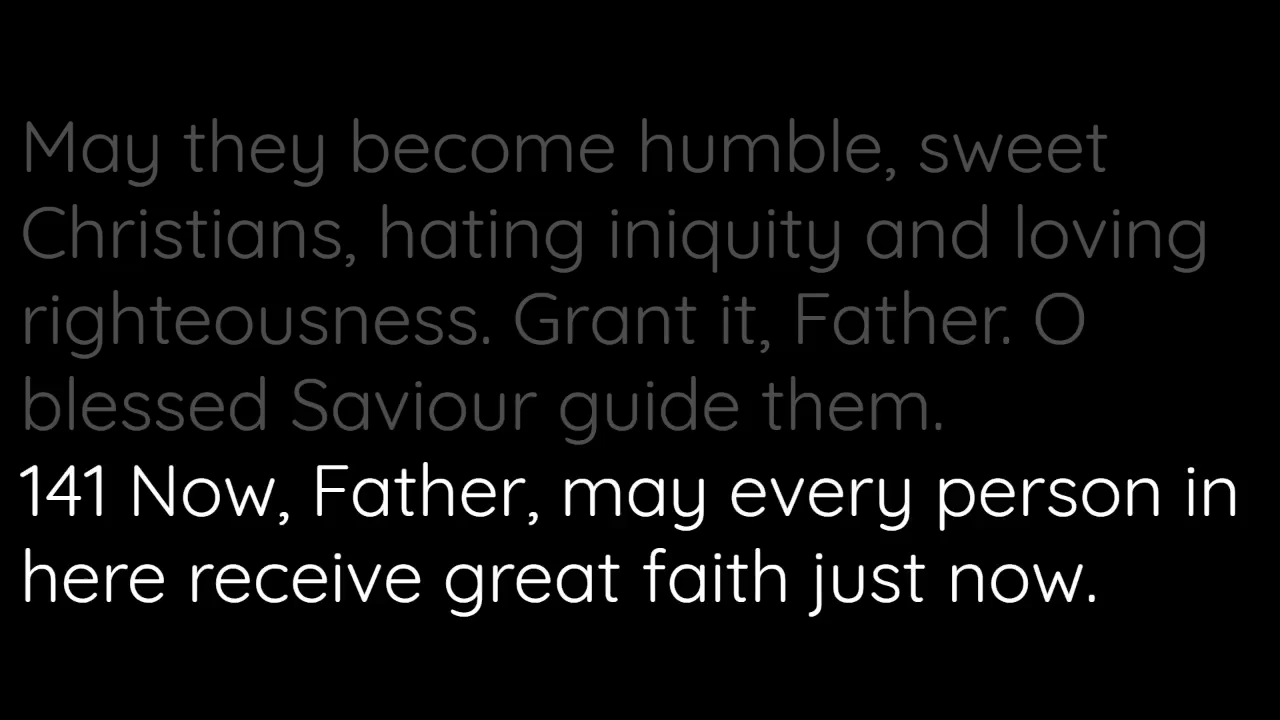 May they become humble, sweet
Christians, hating iniquity and loving
righteousness. Grant it, Father. O
blessed Saviour guide them.
141 Now, Father, may every person in
here receive great faith just now.